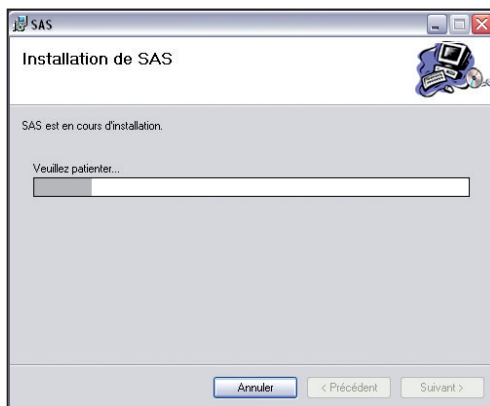 SAS
Installation de SAS
SAS est en cours d'installation.
Veuillez patienter...
Annuler
< Précédent
Suivant >